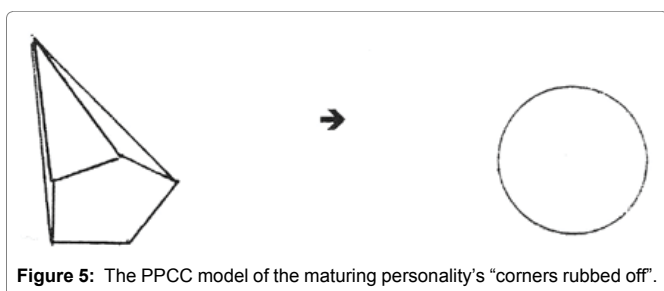 Figure 5: The PPCC model of the maturing personality's “corners rubbed off”.